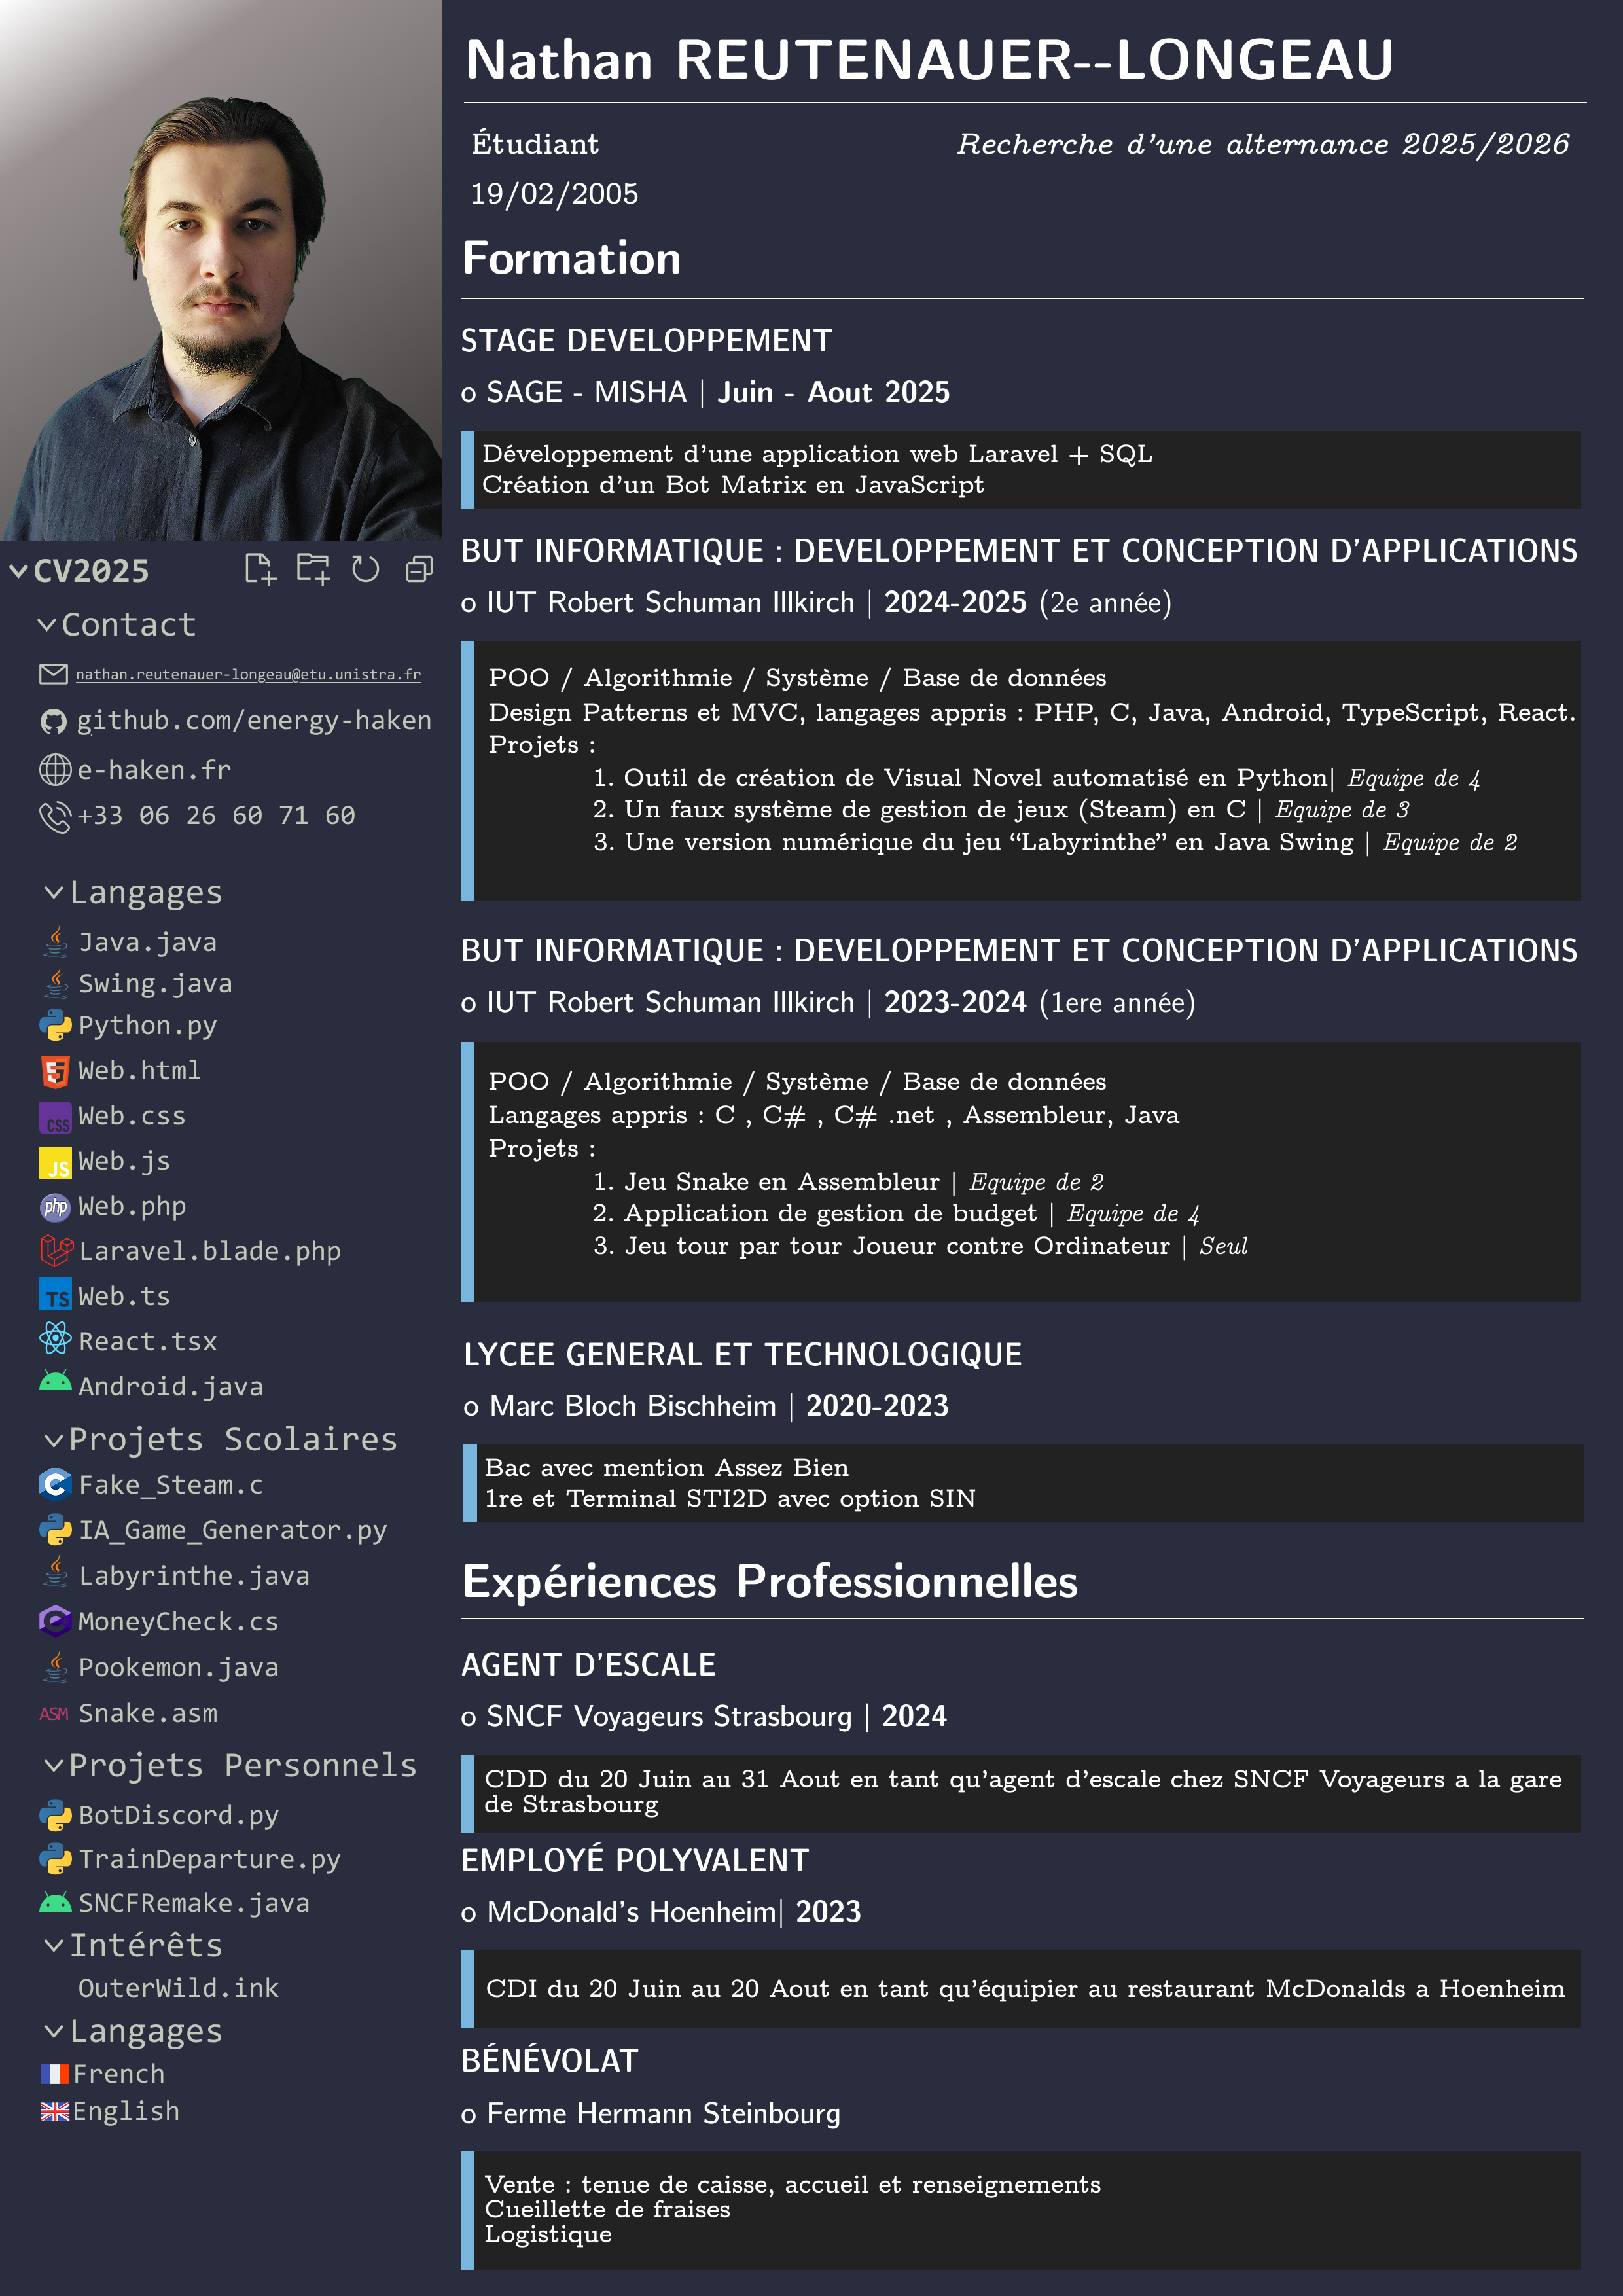 Nathan REUTENAUER--LONGEAU
Étudiant
Recherche d'une alternance 2025/2026
19/02/2005
Formation
STAGE DEVELOPPEMENT
o SAGE - MISHA | Juin - Aout 2025
Développement d'une application web Laravel + SQL
Création d'un Bot Matrix en JavaScript
BUT INFORMATIQUE : DEVELOPPEMENT ET CONCEPTION D'APPLICATIONS
o IUT Robert Schuman Illkirch | 2024-2025 (2e année)
POO / Algorithmie / Système / Base de données
Design Patterns et MVC, langages appris : PHP, C, Java, Android, TypeScript, React.
Projets :
1. Outil de création de Visual Novel automatisé en Python| Equipe de 4
2. Un faux système de gestion de jeux (Steam) en C | Equipe de 3
3. Une version numérique du jeu “Labyrinthe” en Java Swing | Equipe de 2
BUT INFORMATIQUE : DEVELOPPEMENT ET CONCEPTION D'APPLICATIONS
o IUT Robert Schuman Illkirch | 2023-2024 (1ere année)
POO / Algorithmie / Système / Base de données
Langages appris : C , C# , C# .net , Assembleur, Java
Projets :
1. Jeu Snake en Assembleur | Equipe de 2
2. Application de gestion de budget | Equipe de 4
3. Jeu tour par tour Joueur contre Ordinateur | Seul
LYCEE GENERAL ET TECHNOLOGIQUE
o Marc Bloch Bischheim | 2020-2023
Bac avec mention Assez Bien
1re et Terminal STI2D avec option SIN
Expériences Professionnelles
AGENT D'ESCALE
o SNCF Voyageurs Strasbourg | 2024
CDD du 20 Juin au 31 Aout en tant qu'agent d'escale chez SNCF Voyageurs a la gare
de Strasbourg
EMPLOYÉ POLYVALENT
o McDonald's Hoenheim| 2023
CDI du 20 Juin au 20 Aout en tant qu'équipier au restaurant McDonalds a Hoenheim
BÉNÉVOLAT
o Ferme Hermann Steinbourg
Vente : tenue de caisse, accueil et renseignements
Cueillette de fraises
Logistique
CV2025
Contact
nathan.reutenauer-longeau@etu.unistra.fr
github.com/energy-haken
e-haken.fr
+33 06 26 60 71 60
Langages
Java.java
Swing.java
Python.py
Web.html
CSS Web.css
JS Web.js
php Web.php
Laravel.blade.php
TS Web.ts
React.tsx
Android.java
Projets Scolaires
C Fake_Steam.c
IA_Game_Generator.py
Labyrinthe.java
MoneyCheck.cs
Pookemon.java
ASM Snake.asm
Projets Personnels
BotDiscord.py
TrainDeparture.py
SNCFRemake.java
Intérêts
OuterWild.ink
Langages
French
English